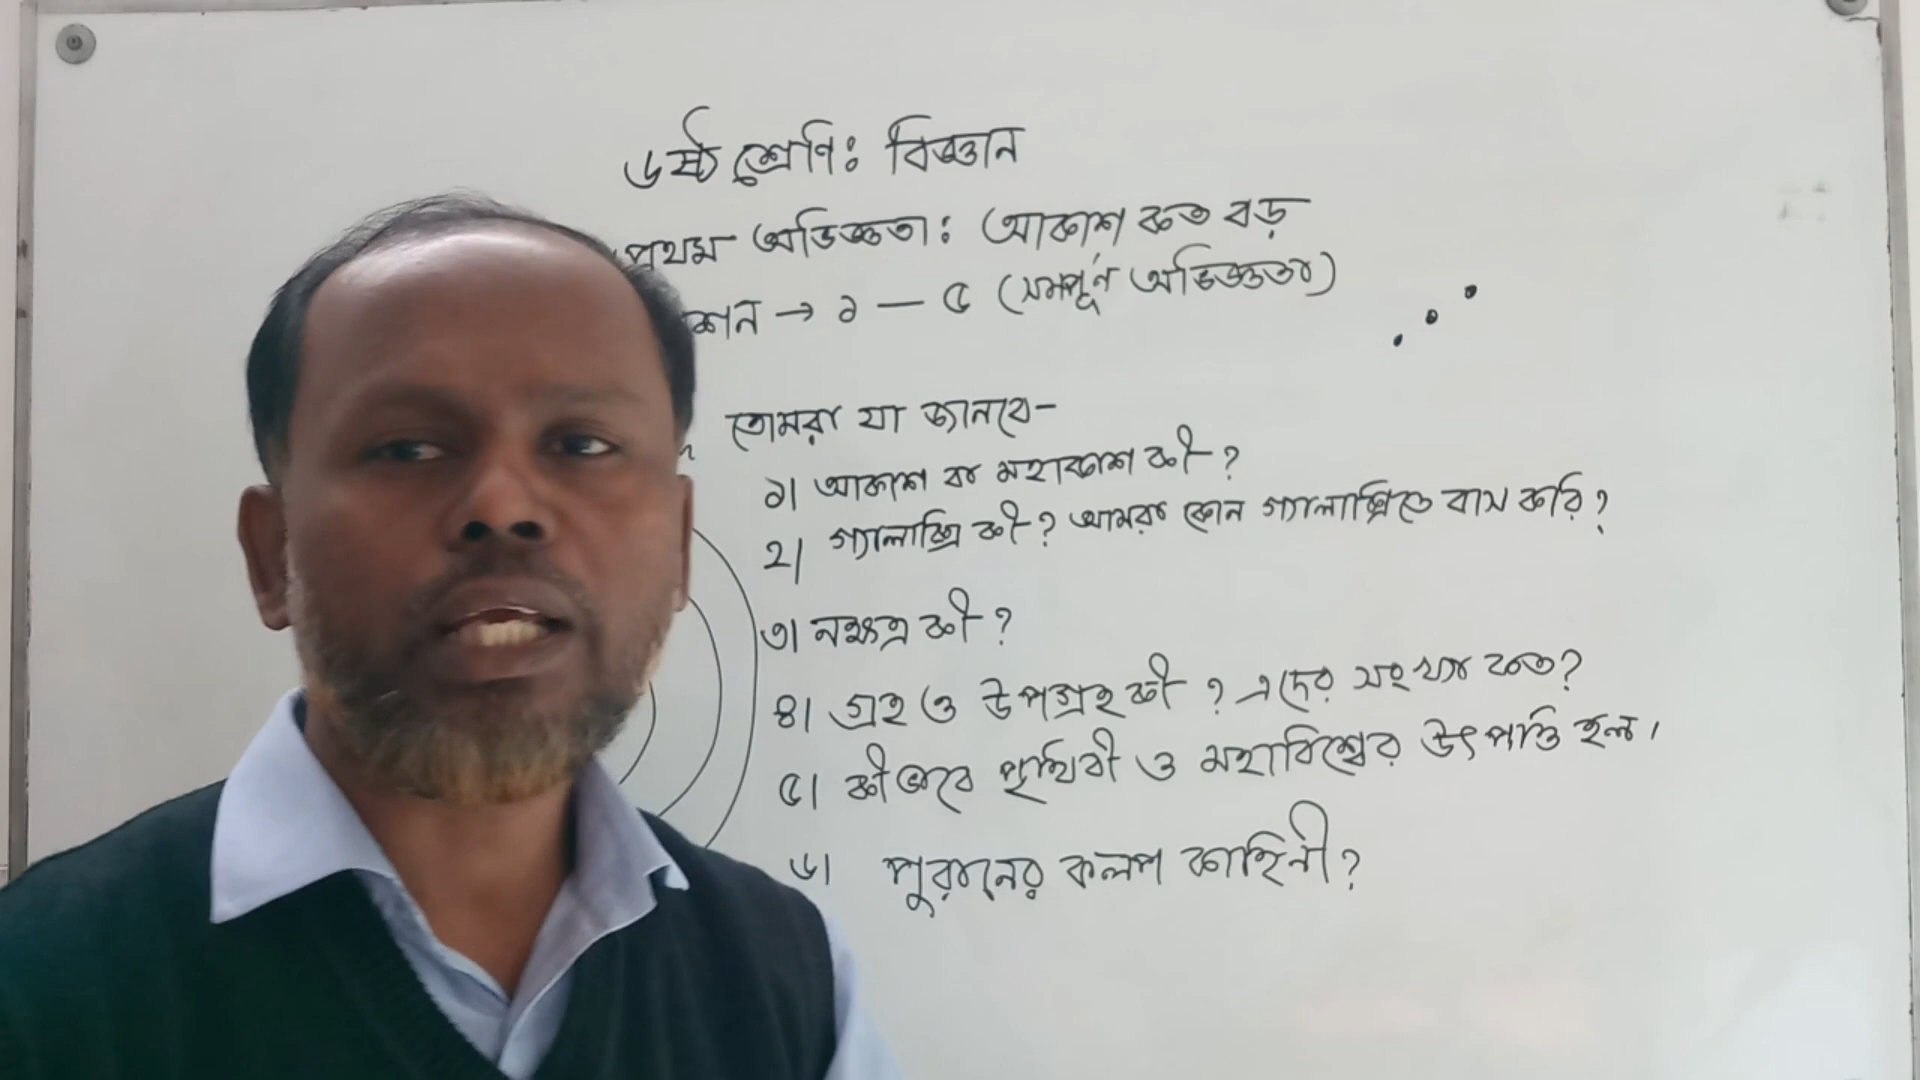 ৬ষ্ঠ শ্রেণি: বিজ্ঞান
প্রথম অভিজ্ঞতা: আকাশ কত বড়
শন → ১ — ৫ (সম্পূর্ণ অভিজ্ঞতা)
তোমরা যা জানবে-
১। আকাশ বা মহাকাশ কী?
২। গ্যালাক্সি কী? আমরা কোন গ্যালাক্সিতে বাস করি?
৩। নক্ষত্র কী?
৪। গ্রহ ও উপগ্রহ কী? এদের সংখ্যা কত?
৫। কীভাবে পৃথিবী ও মহাবিশ্বের উৎপত্তি হল।
৬। পুরানের কল্প কাহিনী?